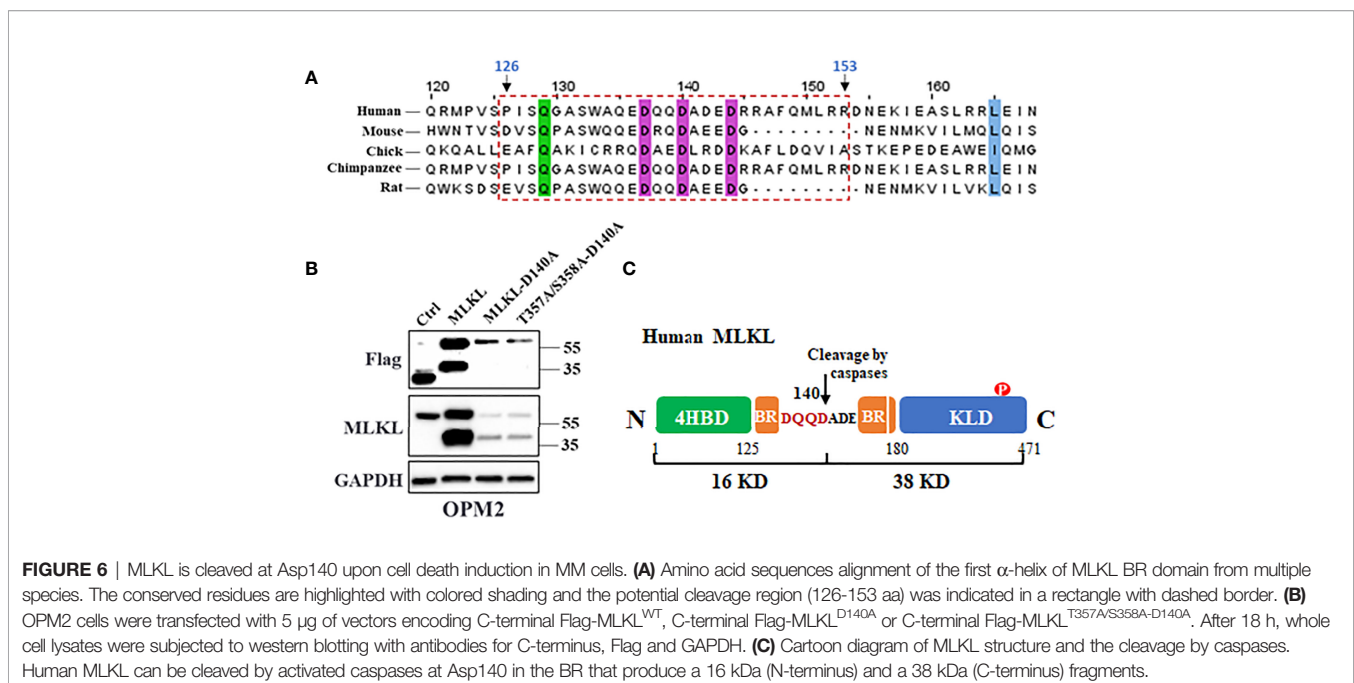 A
126 153
120 130 140 150 160
Human — Q R M P V S P I S Q G A S W A Q E D Q Q D A D E D R R A F Q M L R R D N E K I E A S L R R L E I N
Mouse — H W N T V S D V S Q P A S W Q Q E D R Q D A E E D G - - - - - - - - - N E N M K V I L M Q L Q I S
Chick — Q K Q A L L E A F Q A K I C R R Q D A E D L R D D K A F L D Q V I A S T K E P E D E A W E I Q M G
Chimpanzee — Q R M P V S P I S Q G A S W A Q E D Q Q D A D E D R R A F Q M L R R D N E K I E A S L R R L E I N
Rat — Q W K S D S E V S Q P A S W Q Q E D Q Q D A E E D G - - - - - - - - - N E N M K V I L V K L Q I S
B
Ctrl MLKL MLKL-D140A T357A/S358A-D140A
Flag 55
35
MLKL 55
35
GAPDH
OPM2
C
Human MLKL
Cleavage by
caspases
140
P
N 4HBD BR DQQDADE BR KLD C
1 125 180 471
16 KD 38 KD
FIGURE 6 | MLKL is cleaved at Asp140 upon cell death induction in MM cells. (A) Amino acid sequences alignment of the first α-helix of MLKL BR domain from multiple
species. The conserved residues are highlighted with colored shading and the potential cleavage region (126-153 aa) was indicated in a rectangle with dashed border. (B)
OPM2 cells were transfected with 5 µg of vectors encoding C-terminal Flag-MLKLWT, C-terminal Flag-MLKLD140A or C-terminal Flag-MLKLT357A/S358A-D140A. After 18 h, whole
cell lysates were subjected to western blotting with antibodies for C-terminus, Flag and GAPDH. (C) Cartoon diagram of MLKL structure and the cleavage by caspases.
Human MLKL can be cleaved by activated caspases at Asp140 in the BR that produce a 16 kDa (N-terminus) and a 38 kDa (C-terminus) fragments.